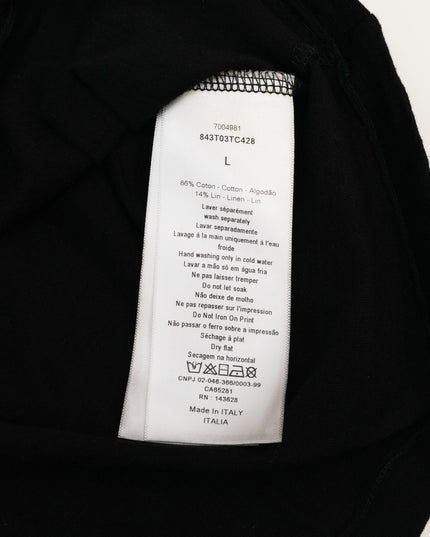 7004981
843T03TC428
L
86% Coton - Cotton - Algodão
14% Lin - Linen - Lin
Laver séparément
wash separately
Lavar separadamente
Lavage à la main uniquement à l'eau
froide
Hand washing only in cold water
Lavar a mão só em água fria
Ne pas laisser tremper
Do not let soak
Não deixe de molho
Ne pas repasser sur l'impression
Do Not Iron On Print
Não passar o ferro sobre a impressão
Séchage à plat
Dry flat
Secagem na horizontal
CNPJ 02-046-366/0003-99
CA65281
RN : 143628
Made In ITALY
ITALIA